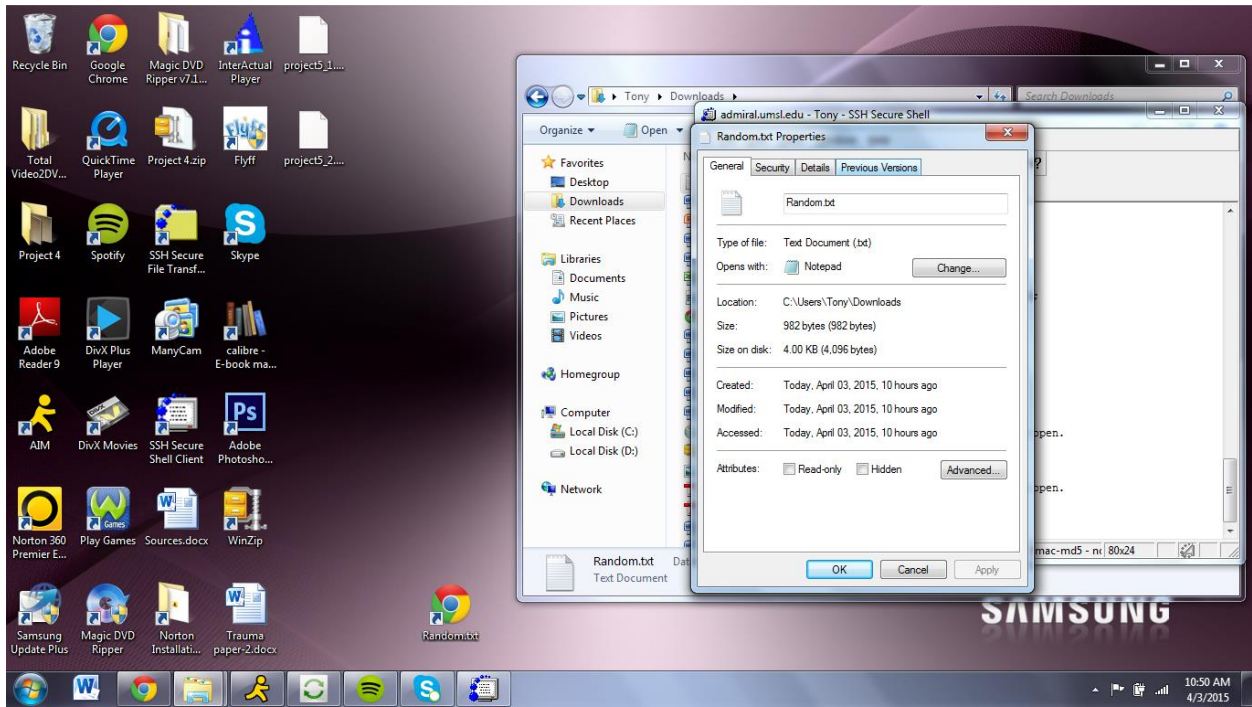 Recycle Bin
Google
Chrome
Magic DVD
Ripper v7.1...
InterActual
Player
project5_1....
Total
Video2DV...
QuickTime
Player
Project 4.zip
Flyff
project5_2....
Project 4
Spotify
SSH Secure
File Transf...
Skype
Adobe
Reader 9
DivX Plus
Player
ManyCam
calibre -
E-book ma...
AIM
DivX Movies
SSH Secure
Shell Client
Ps
Adobe
Photosho...
Norton 360
Premier E...
Games
Play Games
Sources.docx
WinZip
Samsung
Update Plus
Magic DVD
Ripper
Norton
Installati...
Trauma
paper-2.docx
Random.txt
Tony Downloads
Search Downloads
Organize Open
Favorites
Desktop
Downloads
Recent Places
Libraries
Documents
Music
Pictures
Videos
Homegroup
Computer
Local Disk (C:)
Local Disk (D:)
Network
Random.txt Dat
Text Document
admiral.umsl.edu - Tony - SSH Secure Shell
Random.txt Properties
General Security Details Previous Versions
Random.txt
Type of file: Text Document (.txt)
Opens with: Notepad Change...
Location: C:\Users\Tony\Downloads
Size: 982 bytes (982 bytes)
Size on disk: 4.00 KB (4,096 bytes)
Created: Today, April 03, 2015, 10 hours ago
Modified: Today, April 03, 2015, 10 hours ago
Accessed: Today, April 03, 2015, 10 hours ago
Attributes: Read-only Hidden Advanced...
OK Cancel Apply
open.
open.
mac-md5 - nc 80x24
SAMSUNG
10:50 AM
4/3/2015